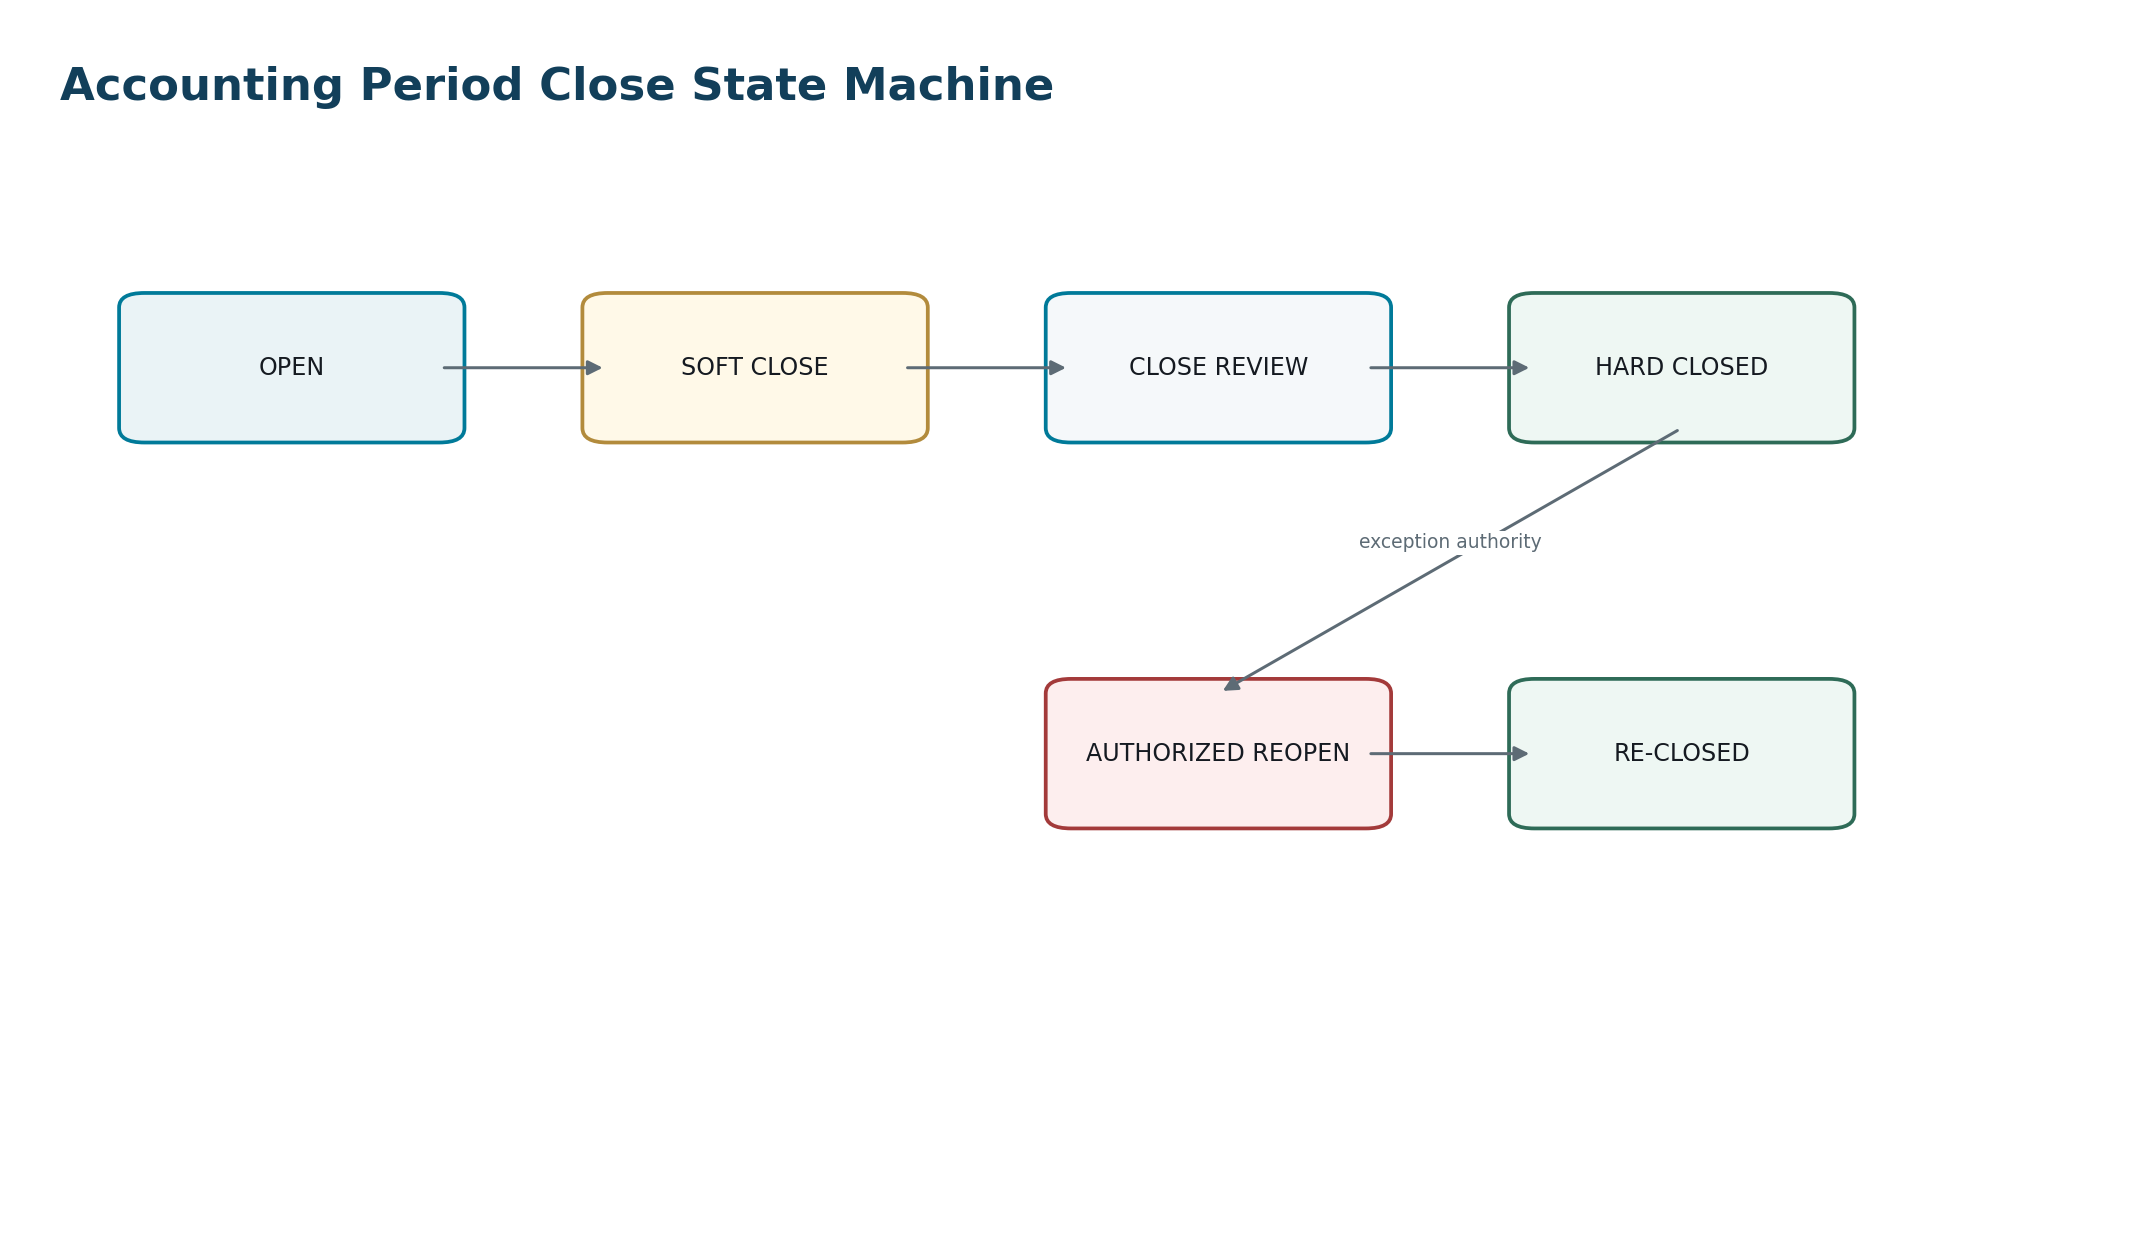 Accounting Period Close State Machine
OPEN
SOFT CLOSE
CLOSE REVIEW
HARD CLOSED
exception authority
AUTHORIZED REOPEN
RE-CLOSED